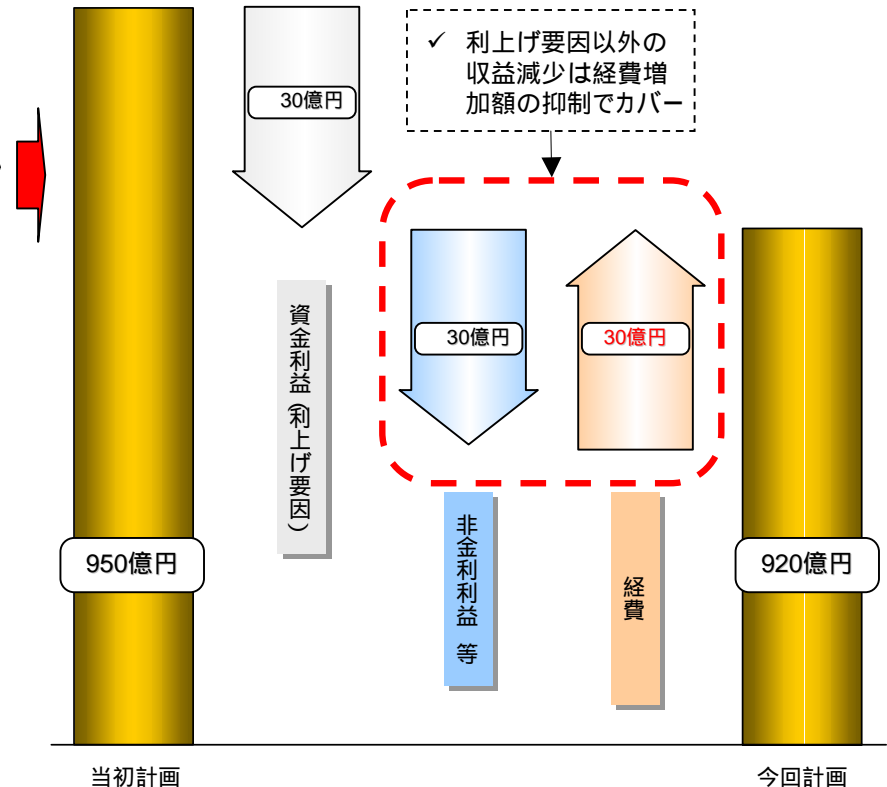 ✓ 利上げ要因以外の
収益減少は経費増
加額の抑制でカバー
30億円
30億円
30億円
資金利益(利上げ要因)
非金利利益 等
経費
950億円
920億円
当初計画
今回計画